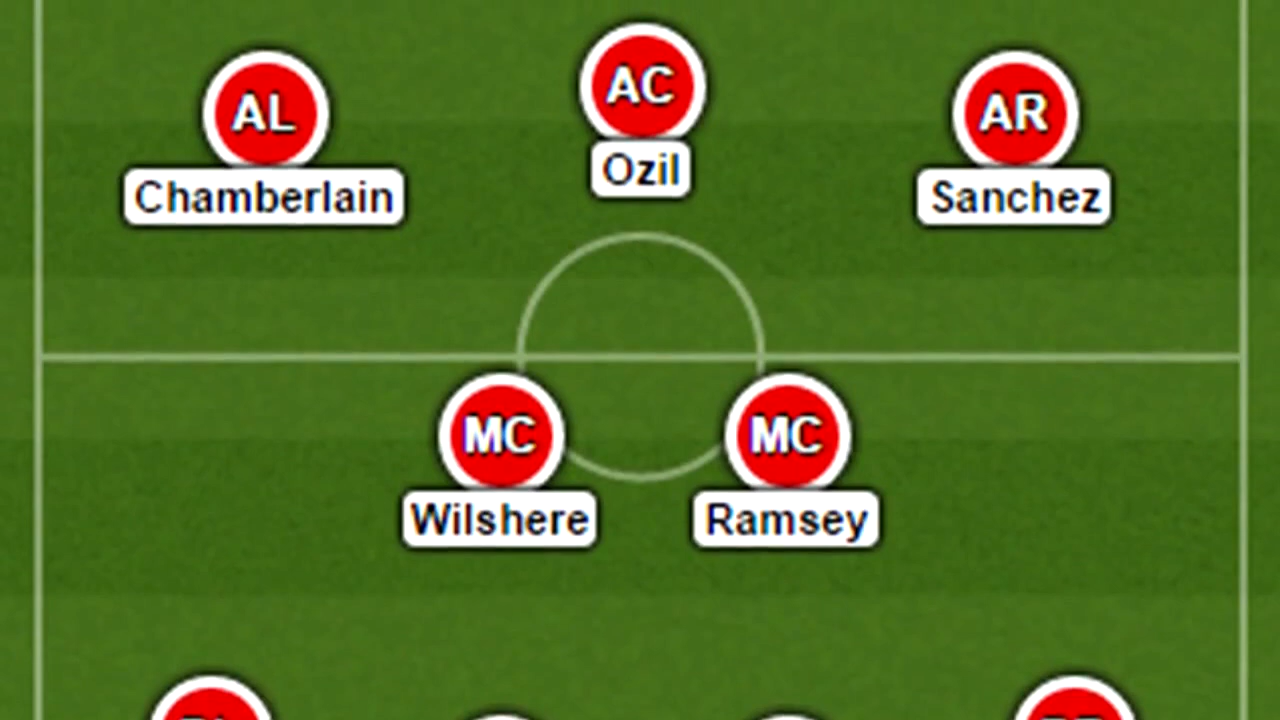 AC
AL
AR
Ozil
Chamberlain
Sanchez
MC
MC
Wilshere
Ramsey